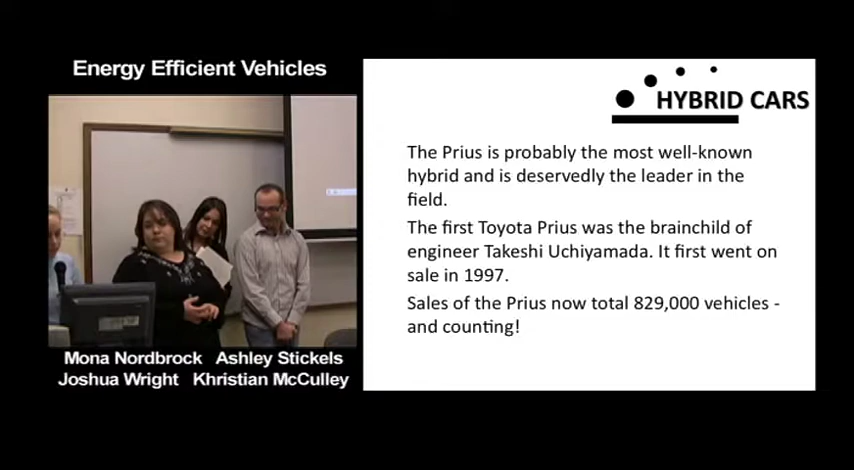 Energy Efficient Vehicles
Mona Nordbrock Ashley Stickels
Joshua Wright Khristian McCulley
HYBRID CARS
The Prius is probably the most well-known
hybrid and is deservedly the leader in the
field.
The first Toyota Prius was the brainchild of
engineer Takeshi Uchiyamada. It first went on
sale in 1997.
Sales of the Prius now total 829,000 vehicles -
and counting!